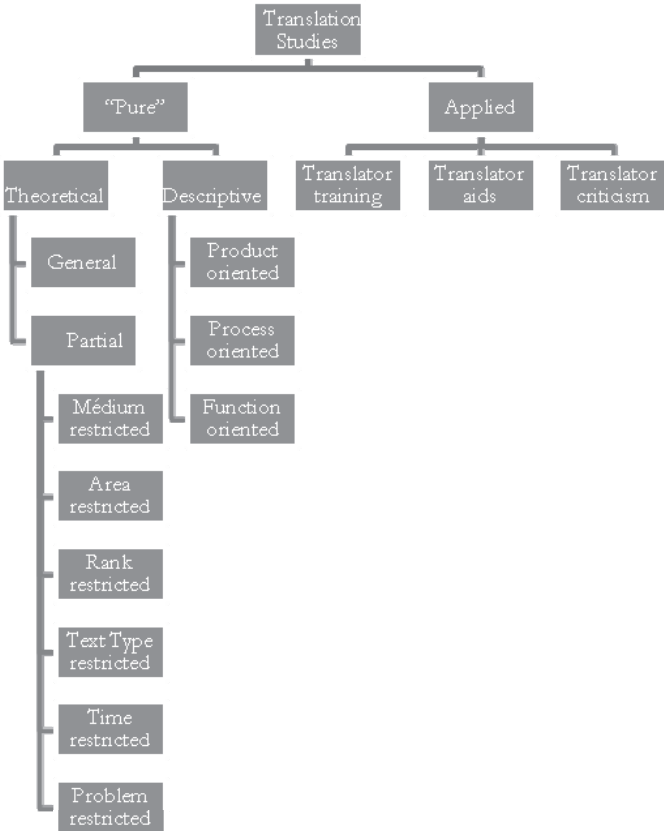 Translation
Studies
“Pure”
Applied
Theoretical
Descriptive
Translator
training
Translator
aids
Translator
criticism
General
Partial
Médium
restricted
Area
restricted
Rank
restricted
Text Type
restricted
Time
restricted
Problem
restricted
Product
oriented
Process
oriented
Function
oriented